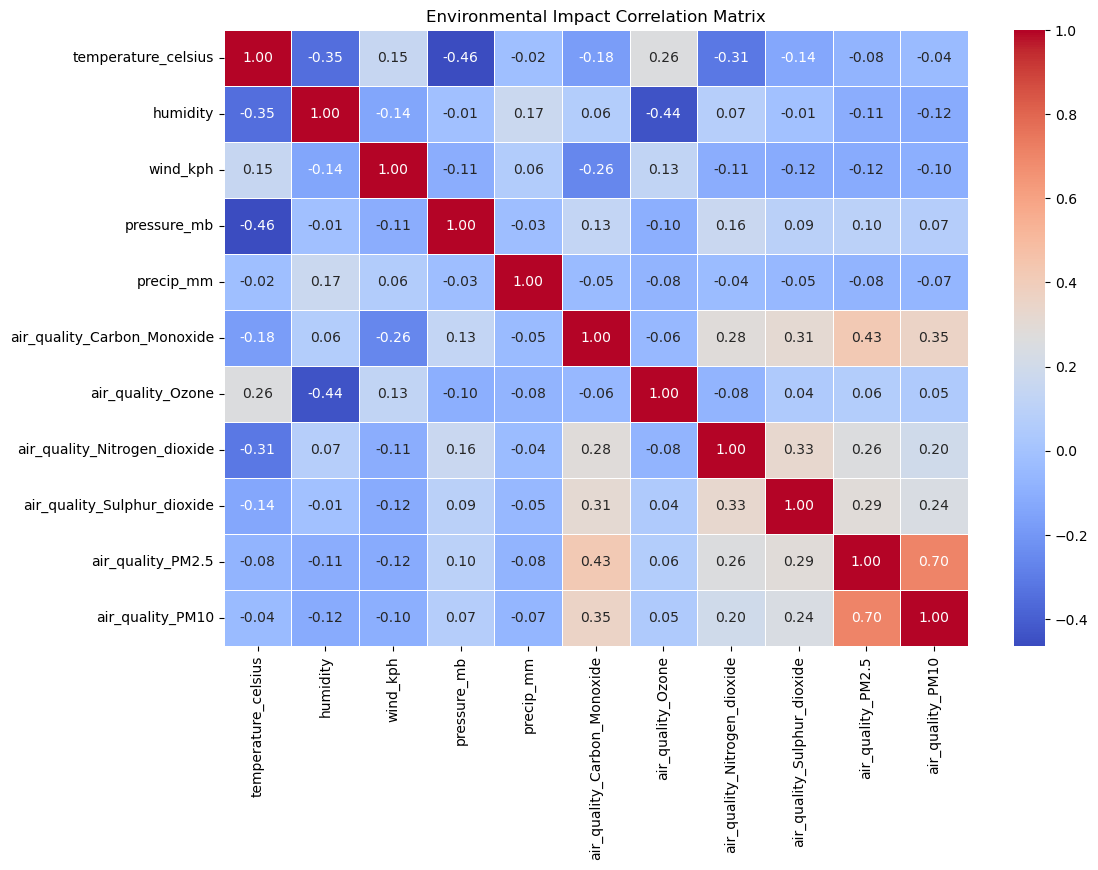 Environmental Impact Correlation Matrix
temperature_celsius 1.00 -0.35 0.15 -0.46 -0.02 -0.18 0.26 -0.31 -0.14 -0.08 -0.04
humidity -0.35 1.00 -0.14 -0.01 0.17 0.06 -0.44 0.07 -0.01 -0.11 -0.12
wind_kph 0.15 -0.14 1.00 -0.11 0.06 -0.26 0.13 -0.11 -0.12 -0.12 -0.10
pressure_mb -0.46 -0.01 -0.11 1.00 -0.03 0.13 -0.10 0.16 0.09 0.10 0.07
precip_mm -0.02 0.17 0.06 -0.03 1.00 -0.05 -0.08 -0.04 -0.05 -0.08 -0.07
air_quality_Carbon_Monoxide -0.18 0.06 -0.26 0.13 -0.05 1.00 -0.06 0.28 0.31 0.43 0.35
air_quality_Ozone 0.26 -0.44 0.13 -0.10 -0.08 -0.06 1.00 -0.08 0.04 0.06 0.05
air_quality_Nitrogen_dioxide -0.31 0.07 -0.11 0.16 -0.04 0.28 -0.08 1.00 0.33 0.26 0.20
air_quality_Sulphur_dioxide -0.14 -0.01 -0.12 0.09 -0.05 0.31 0.04 0.33 1.00 0.29 0.24
air_quality_PM2.5 -0.08 -0.11 -0.12 0.10 -0.08 0.43 0.06 0.26 0.29 1.00 0.70
air_quality_PM10 -0.04 -0.12 -0.10 0.07 -0.07 0.35 0.05 0.20 0.24 0.70 1.00
temperature_celsius
humidity
wind_kph
pressure_mb
precip_mm
air_quality_Carbon_Monoxide
air_quality_Ozone
air_quality_Nitrogen_dioxide
air_quality_Sulphur_dioxide
air_quality_PM2.5
air_quality_PM10
1.0
0.8
0.6
0.4
0.2
0.0
−0.2
−0.4